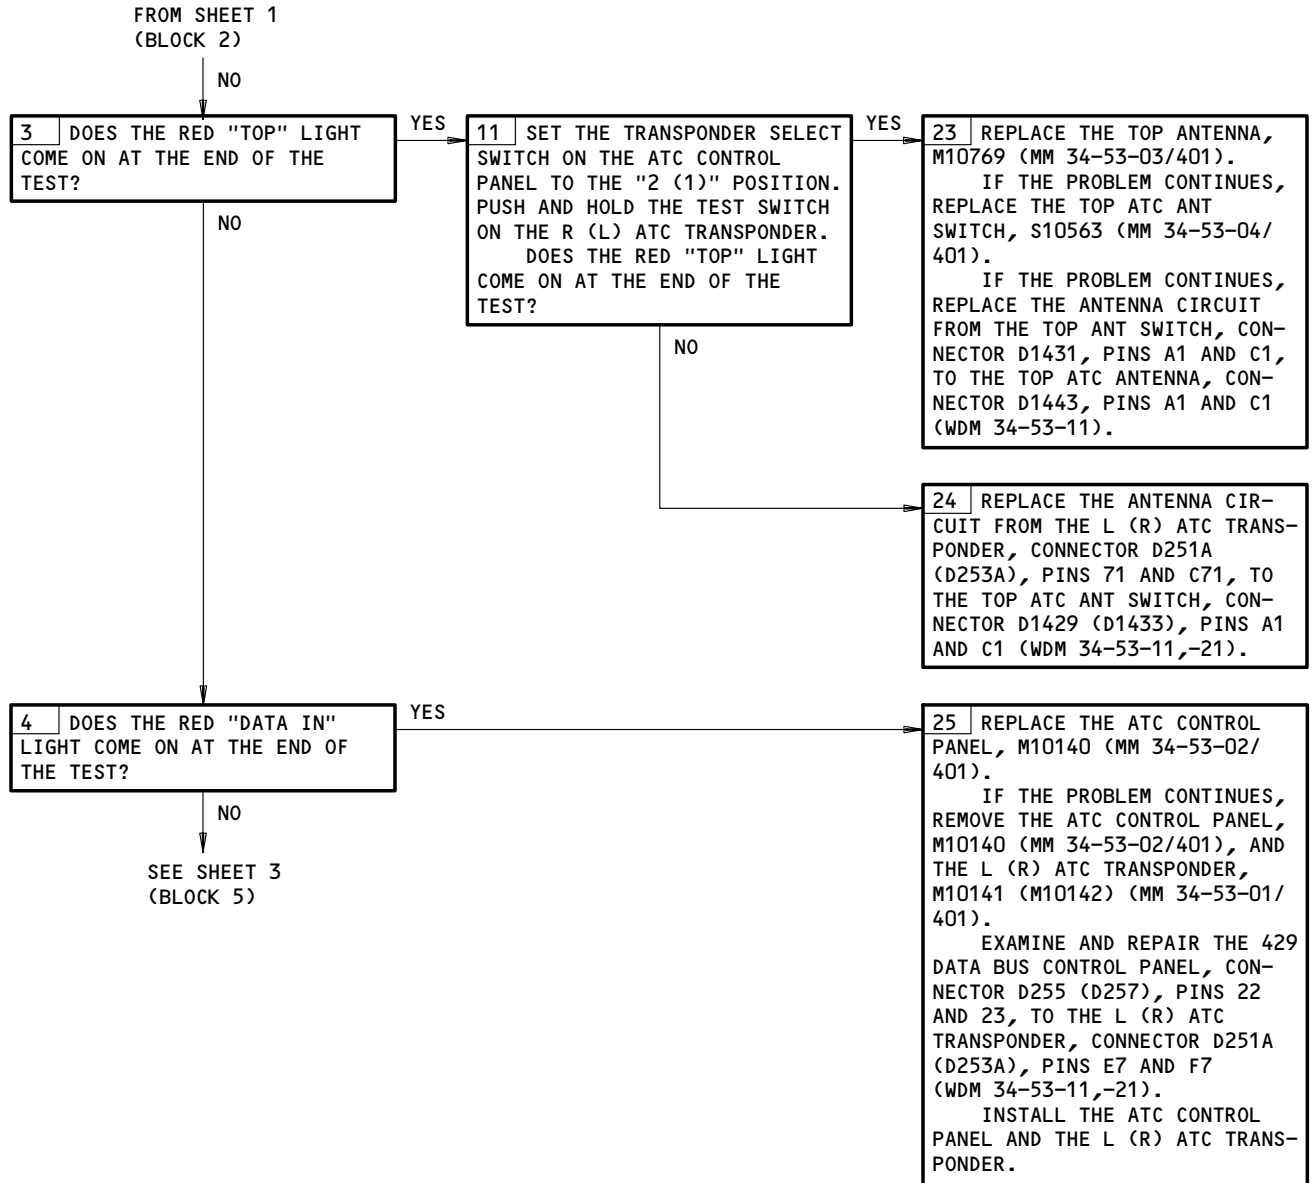 FROM SHEET 1
(BLOCK 2)
NO
3 DOES THE RED "TOP" LIGHT
COME ON AT THE END OF THE
TEST?
YES
NO
11 SET THE TRANSPONDER SELECT
SWITCH ON THE ATC CONTROL
PANEL TO THE "2 (1)" POSITION.
PUSH AND HOLD THE TEST SWITCH
ON THE R (L) ATC TRANSPONDER.
DOES THE RED "TOP" LIGHT
COME ON AT THE END OF THE
TEST?
YES
NO
23 REPLACE THE TOP ANTENNA,
M10769 (MM 34-53-03/401).
IF THE PROBLEM CONTINUES,
REPLACE THE TOP ATC ANT
SWITCH, S10563 (MM 34-53-04/
401).
IF THE PROBLEM CONTINUES,
REPLACE THE ANTENNA CIRCUIT
FROM THE TOP ANT SWITCH, CON-
NECTOR D1431, PINS A1 AND C1,
TO THE TOP ATC ANTENNA, CON-
NECTOR D1443, PINS A1 AND C1
(WDM 34-53-11).
24 REPLACE THE ANTENNA CIR-
CUIT FROM THE L (R) ATC TRANS-
PONDER, CONNECTOR D251A
(D253A), PINS 71 AND C71, TO
THE TOP ATC ANT SWITCH, CON-
NECTOR D1429 (D1433), PINS A1
AND C1 (WDM 34-53-11,-21).
4 DOES THE RED "DATA IN"
LIGHT COME ON AT THE END OF
THE TEST?
YES
NO
SEE SHEET 3
(BLOCK 5)
25 REPLACE THE ATC CONTROL
PANEL, M10140 (MM 34-53-02/
401).
IF THE PROBLEM CONTINUES,
REMOVE THE ATC CONTROL PANEL,
M10140 (MM 34-53-02/401), AND
THE L (R) ATC TRANSPONDER,
M10141 (M10142) (MM 34-53-01/
401).
EXAMINE AND REPAIR THE 429
DATA BUS CONTROL PANEL, CON-
NECTOR D255 (D257), PINS 22
AND 23, TO THE L (R) ATC
TRANSPONDER, CONNECTOR D251A
(D253A), PINS E7 AND F7
(WDM 34-53-11,-21).
INSTALL THE ATC CONTROL
PANEL AND THE L (R) ATC TRANS-
PONDER.